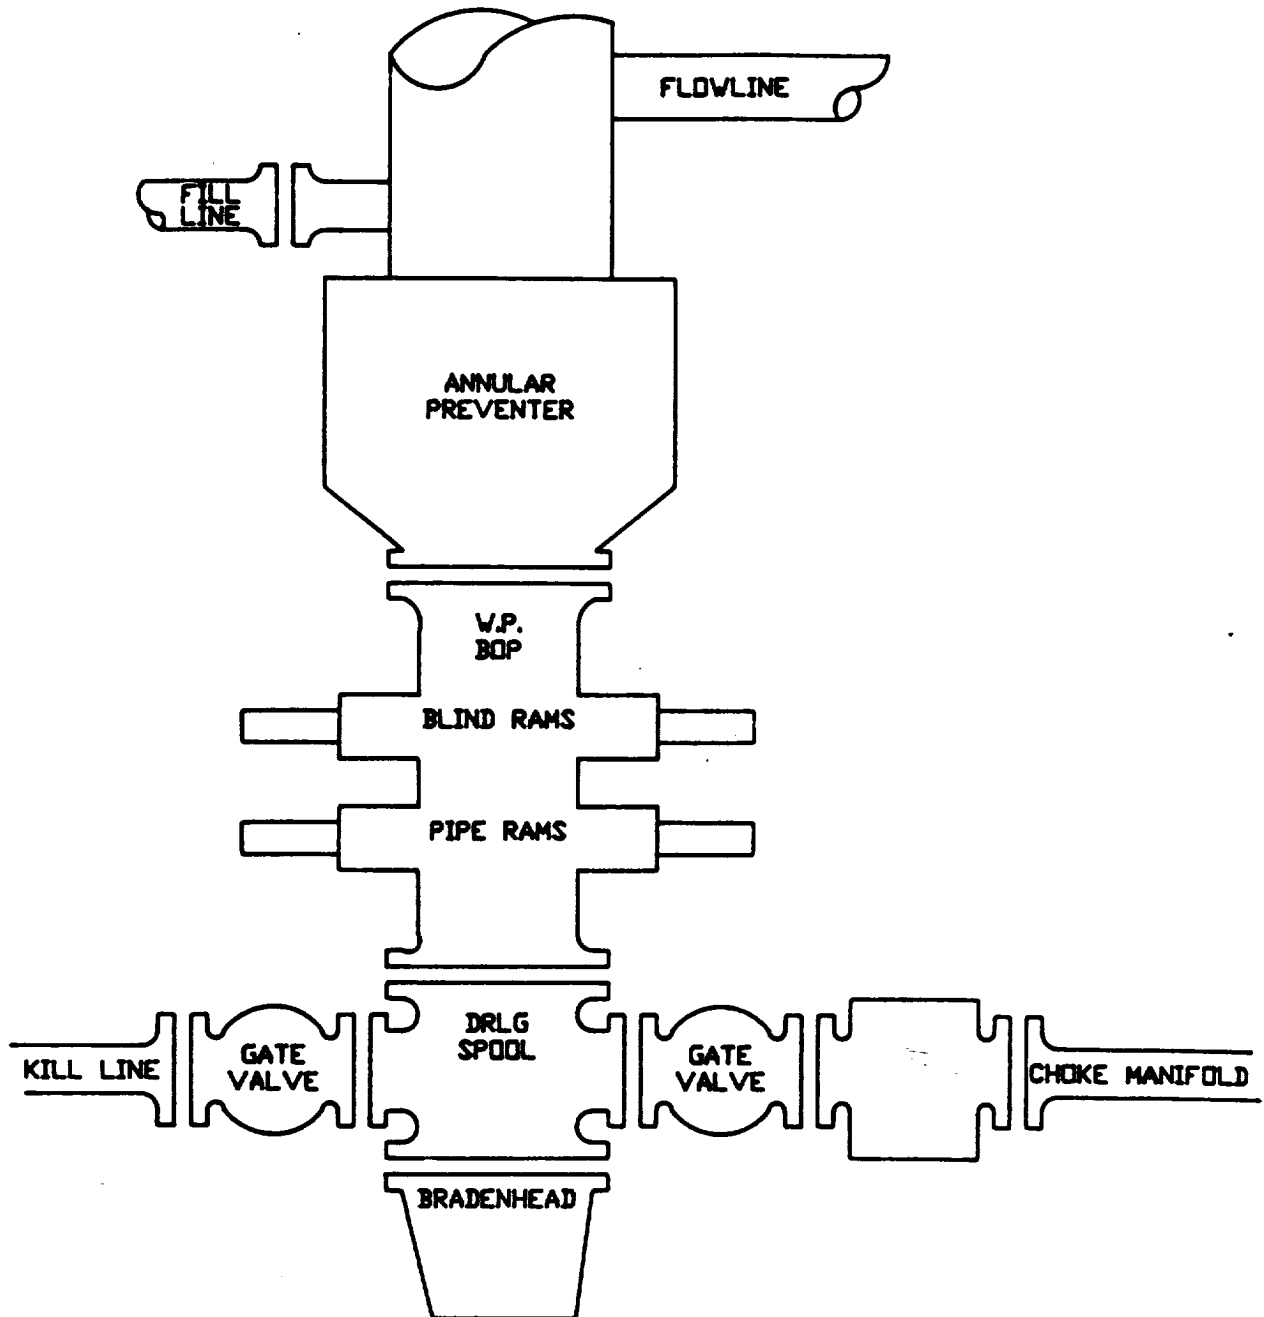 FLOWLINE
FILL
LINE
ANNULAR
PREVENTER
W.P.
BOP
BLIND RAMS
PIPE RAMS
DRLG
SPOOL
KILL LINE
GATE
VALVE
GATE
VALVE
CHOKE MANIFOLD
BRADENHEAD